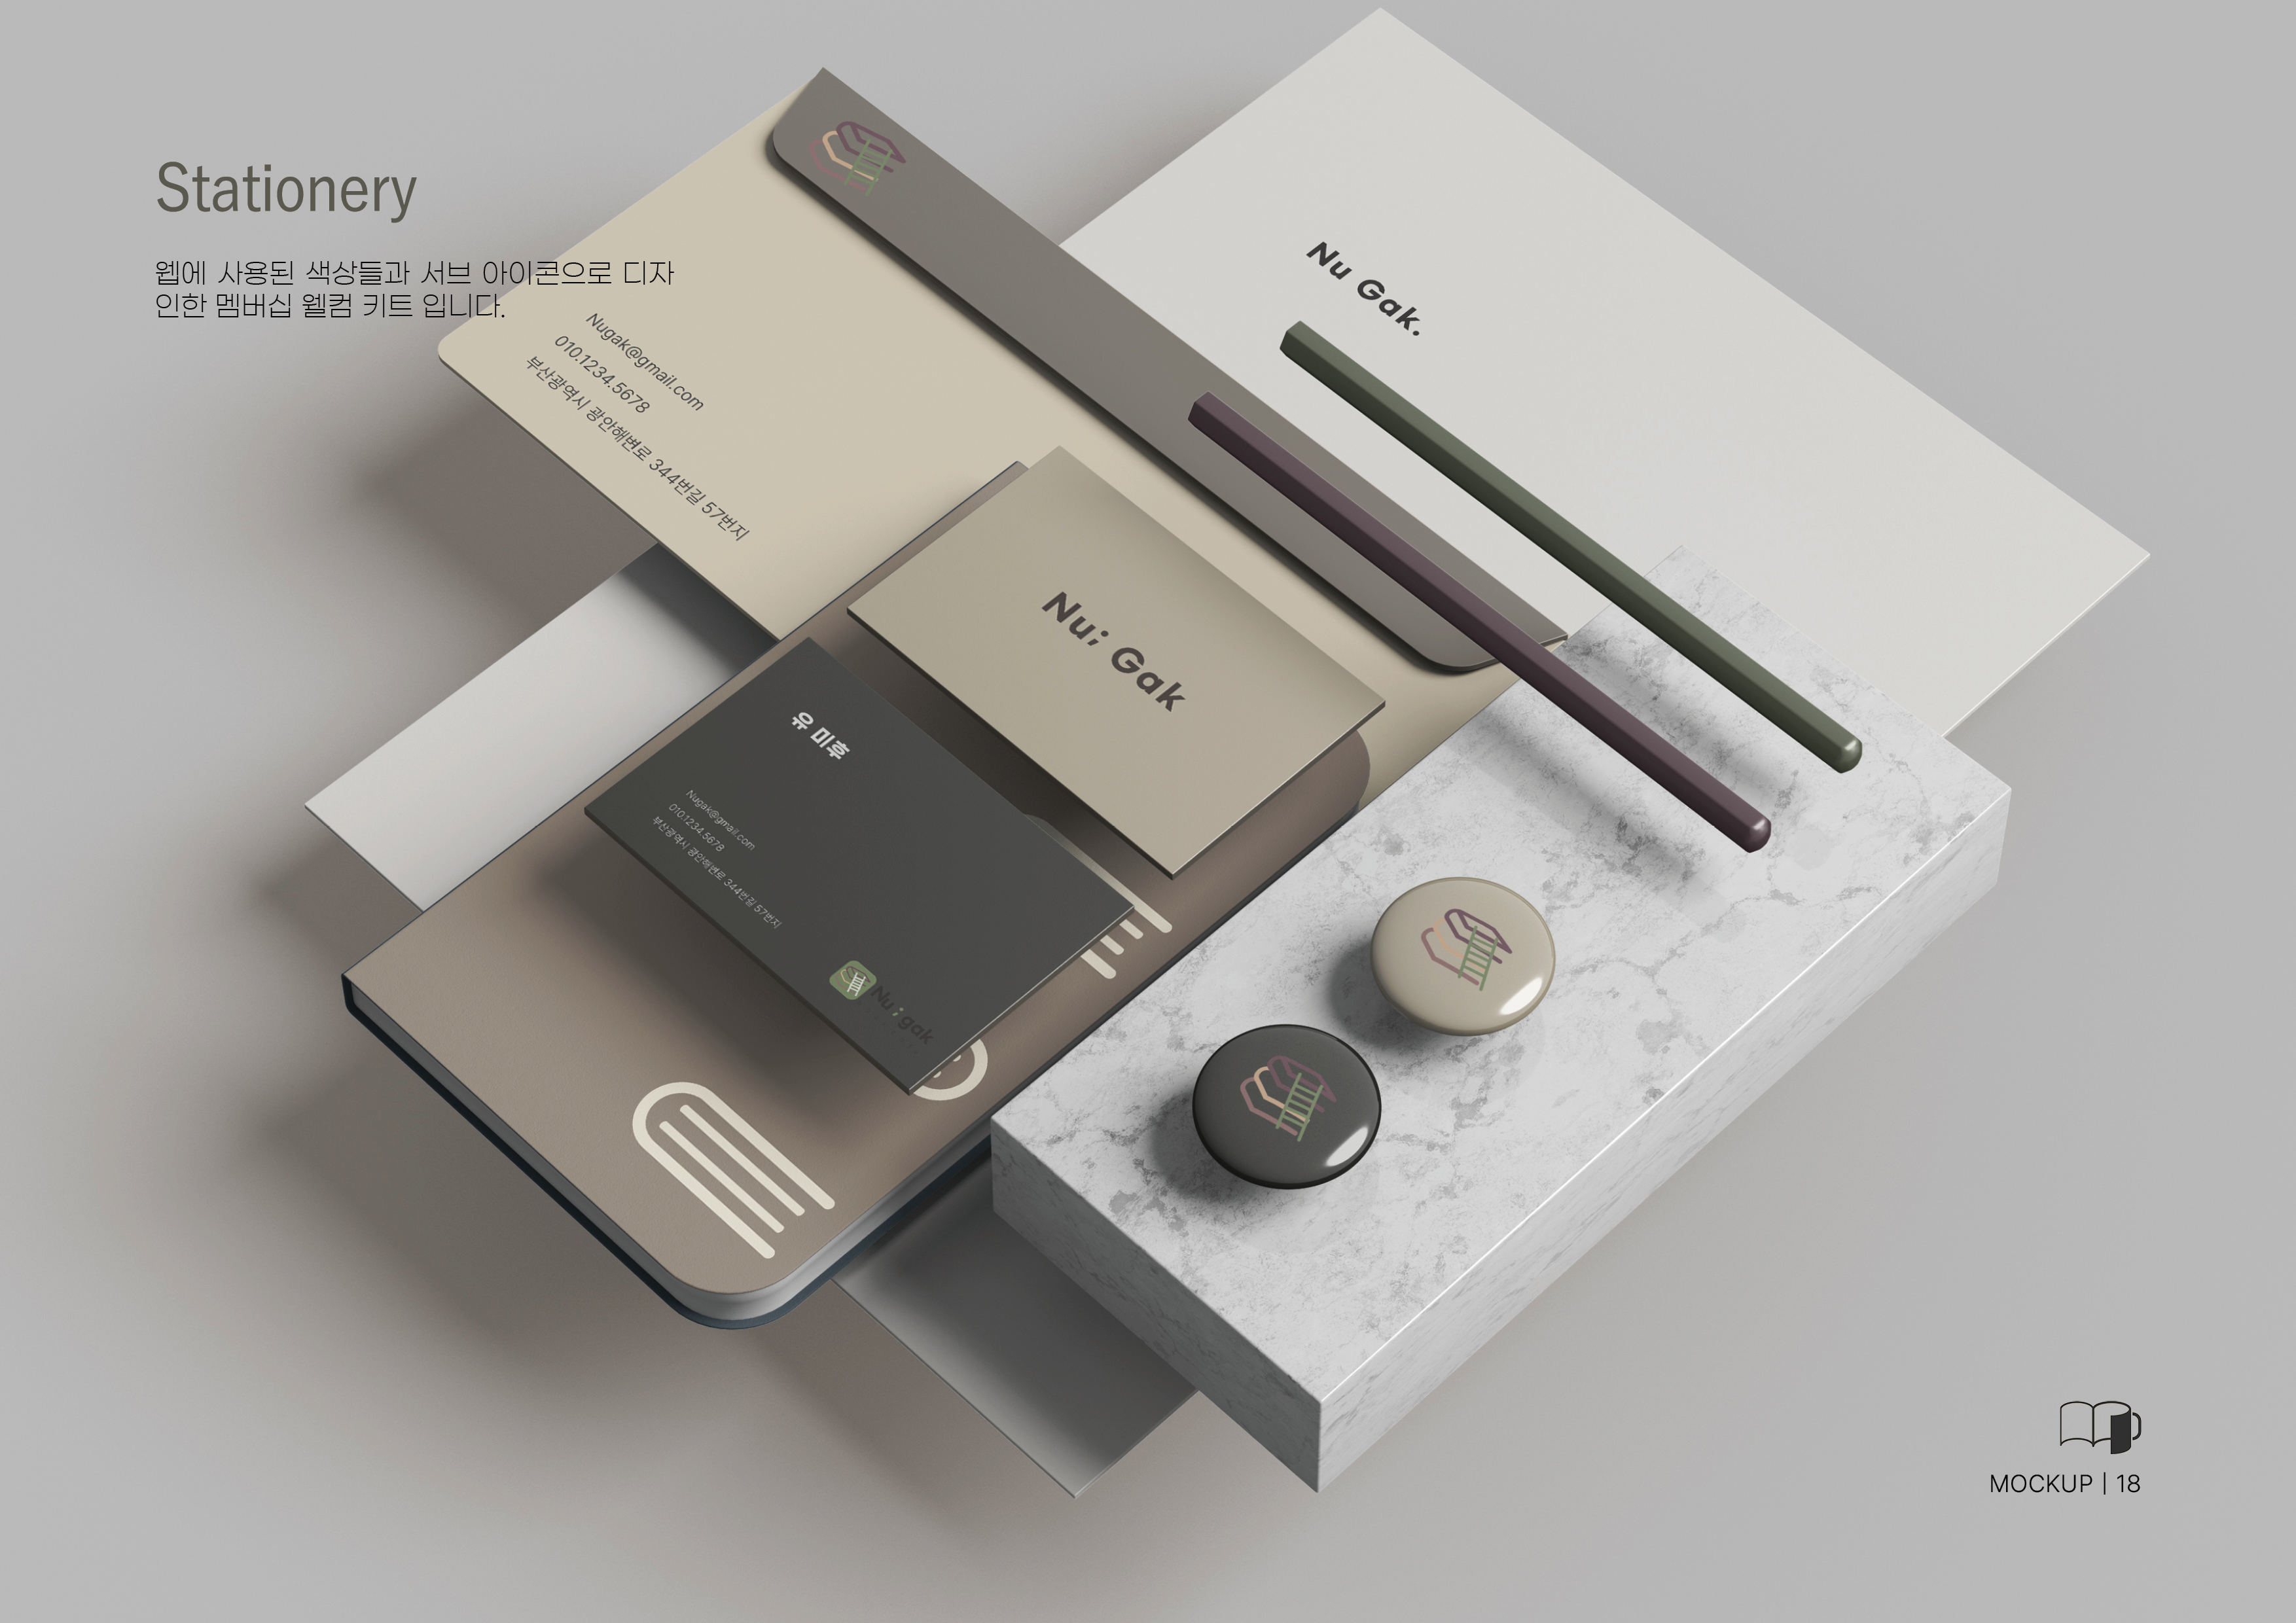 Stationery
웹에 사용된 색상들과 서브 아이콘으로 디자
인한 멤버십 웰컴 키트 입니다.
Nugak@gmail.com
010.1234.5678
부산광역시 광안해변로 344번길 57번지
Nu Gak.
Nu; Gak
유 미후
Nugak@gmail.com
010.1234.5678
부산광역시 광안해변로 344번길 57번지
Nu;gak
MOCKUP | 18